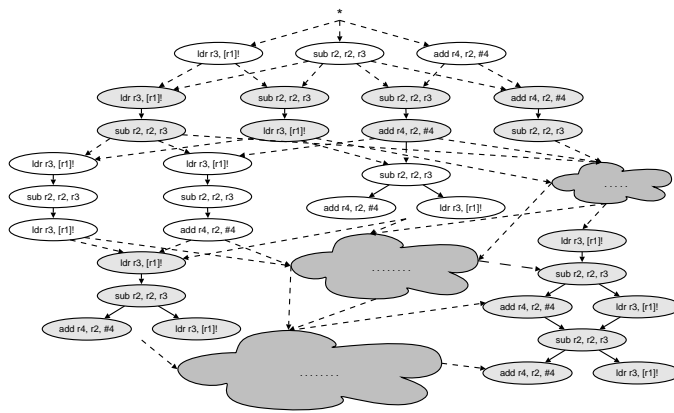 *
ldr r3, [r1]!
sub r2, r2, r3
add r4, r2, #4
ldr r3, [r1]!
sub r2, r2, r3
sub r2, r2, r3
add r4, r2, #4
sub r2, r2, r3
ldr r3, [r1]!
add r4, r2, #4
sub r2, r2, r3
ldr r3, [r1]!
ldr r3, [r1]!
sub r2, r2, r3
. . . . .
sub r2, r2, r3
sub r2, r2, r3
add r4, r2, #4
ldr r3, [r1]!
ldr r3, [r1]!
add r4, r2, #4
ldr r3, [r1]!
ldr r3, [r1]!
. . . . . . . .
sub r2, r2, r3
sub r2, r2, r3
add r4, r2, #4
ldr r3, [r1]!
add r4, r2, #4
ldr r3, [r1]!
sub r2, r2, r3
. . . . . . . .
add r4, r2, #4
ldr r3, [r1]!